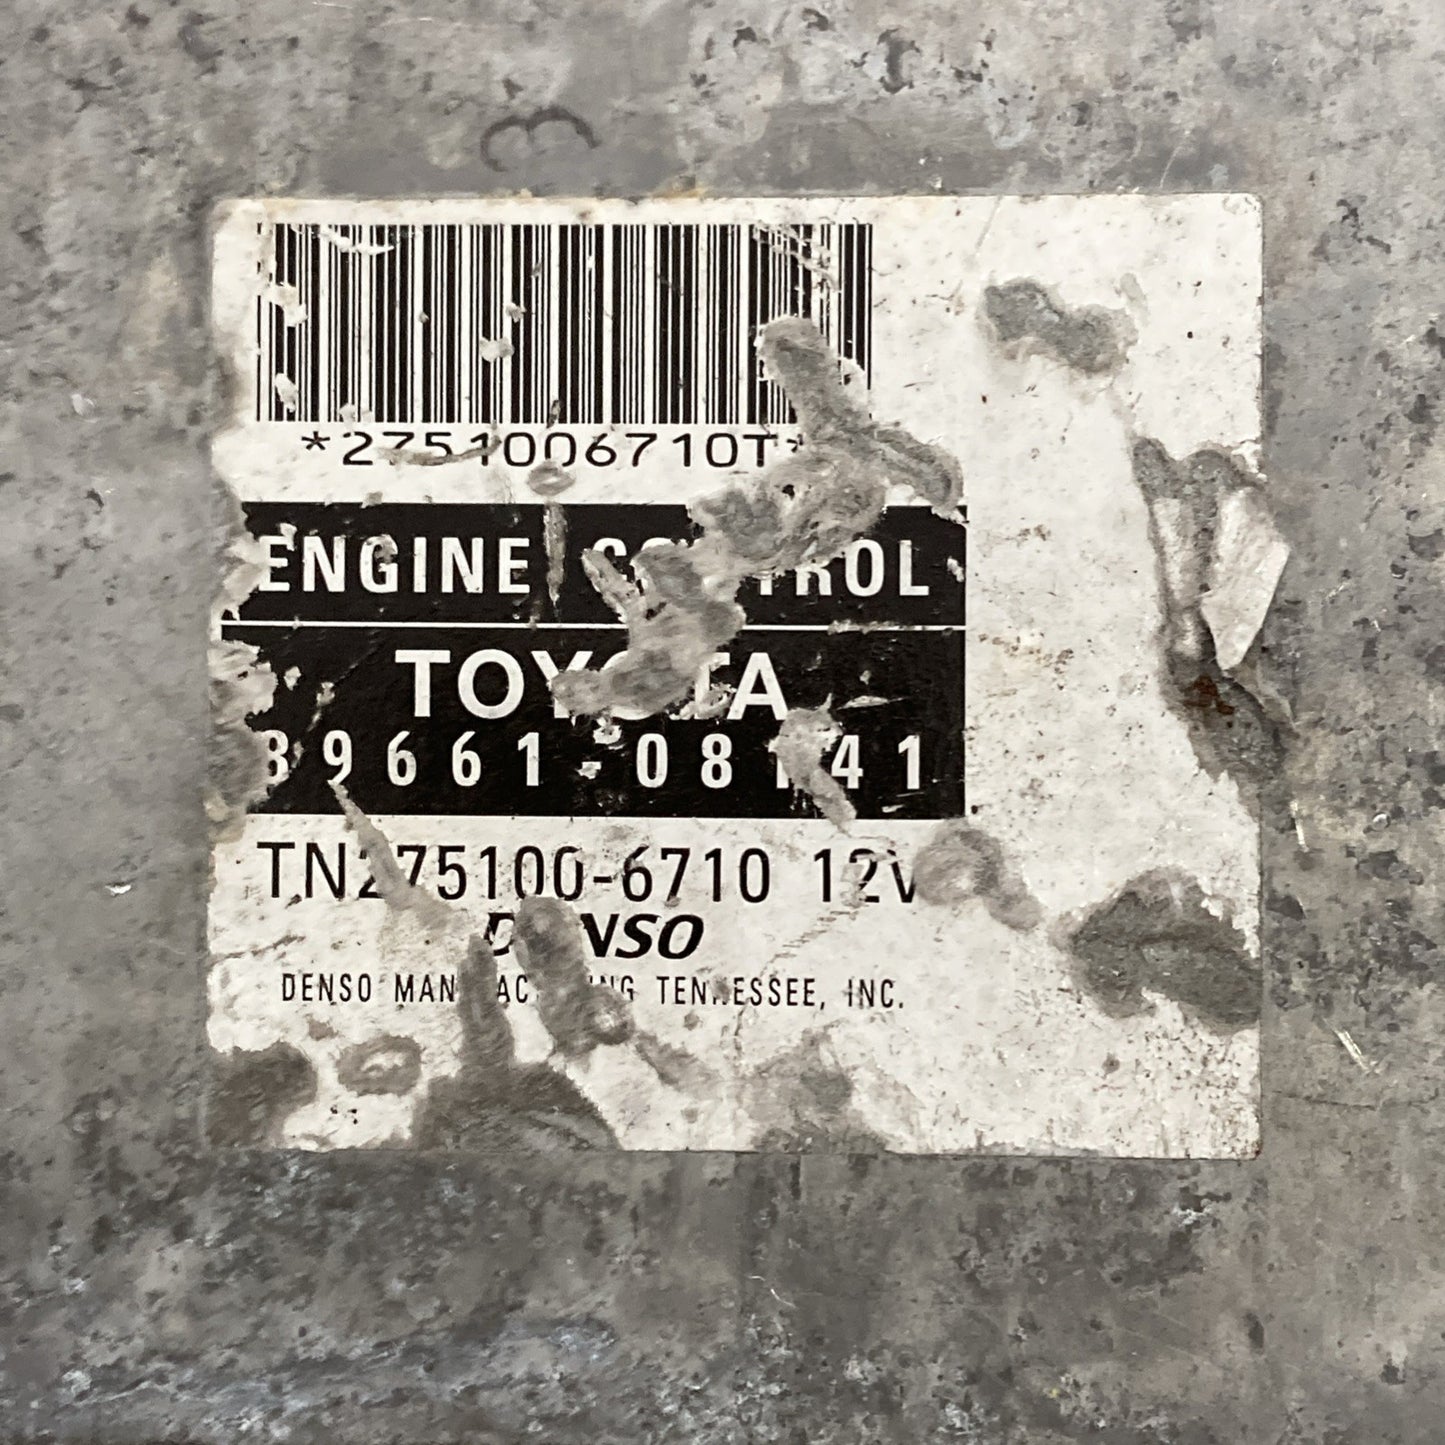 *2751006710T*
ENGINE CONTROL
TOYOTA
89661-08141
TN275100-6710 12V
DENSO
DENSO MANUFACTURING TENNESSEE, INC.